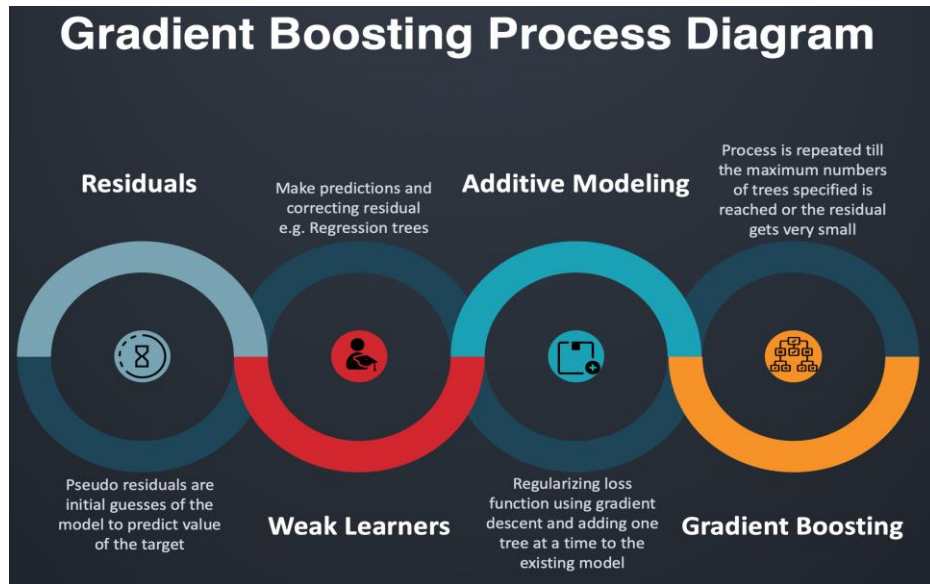 Gradient Boosting Process Diagram
Residuals
Pseudo residuals are
initial guesses of the
model to predict value
of the target
Make predictions and
correcting residual
e.g. Regression trees
Weak Learners
Additive Modeling
Regularizing loss
function using gradient
descent and adding one
tree at a time to the
existing model
Process is repeated till
the maximum numbers
of trees specified is
reached or the residual
gets very small
Gradient Boosting